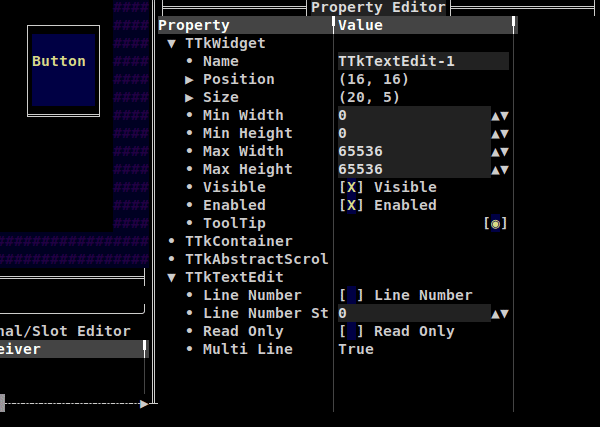 Property Editor
Property Value
▼ TTkWidget
• Name TTkTextEdit-1
▶ Position (16, 16)
▶ Size (20, 5)
• Min Width 0 ▲▼
• Min Height 0 ▲▼
• Max Width 65536 ▲▼
• Max Height 65536 ▲▼
• Visible [X] Visible
• Enabled [X] Enabled
• ToolTip [◉]
• TTkContainer
• TTkAbstractScrol
▼ TTkTextEdit
• Line Number [ ] Line Number
• Line Number St 0 ▲▼
• Read Only [ ] Read Only
• Multi Line True
Button
nal/Slot Editor
eiver